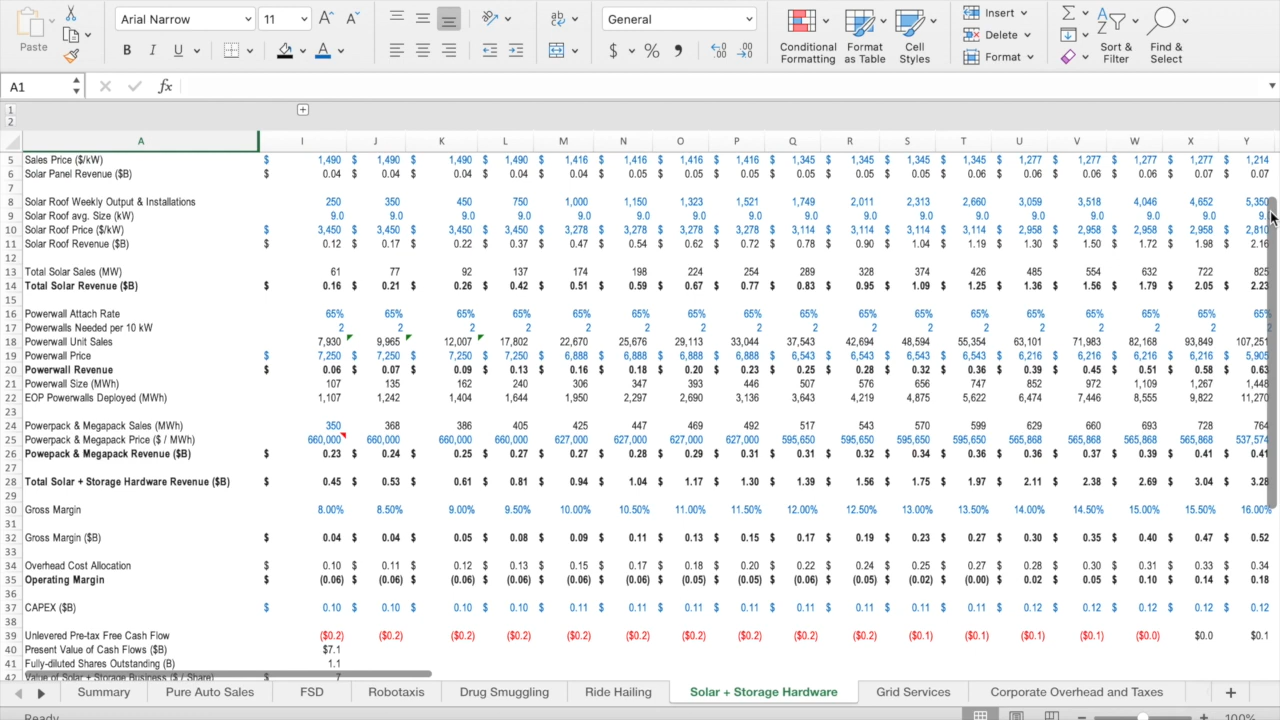 Paste Arial Narrow 11 A A General Insert Σ A Z
B I U A ab $ % , .00 Conditional Formatting Format as Table Cell Styles Delete Format Sort & Filter Find & Select
A1 fx
1
2
A I J K L M N O P Q R S T U V W X Y
5 Sales Price ($/kW) $ 1,490 $ 1,490 $ 1,490 $ 1,490 $ 1,416 $ 1,416 $ 1,416 $ 1,416 $ 1,345 $ 1,345 $ 1,345 $ 1,345 $ 1,277 $ 1,277 $ 1,277 $ 1,277 $ 1,214
6 Solar Panel Revenue ($B) $ 0.04 $ 0.04 $ 0.04 $ 0.04 $ 0.04 $ 0.05 $ 0.05 $ 0.05 $ 0.05 $ 0.05 $ 0.05 $ 0.06 $ 0.06 $ 0.06 $ 0.06 $ 0.07 $ 0.07
7
8 Solar Roof Weekly Output & Installations 250 350 450 750 1,000 1,150 1,323 1,521 1,749 2,011 2,313 2,660 3,059 3,518 4,046 4,652 5,350
9 Solar Roof avg. Size (kW) 9.0 9.0 9.0 9.0 9.0 9.0 9.0 9.0 9.0 9.0 9.0 9.0 9.0 9.0 9.0 9.0 9.
10 Solar Roof Price ($/kW) $ 3,450 $ 3,450 $ 3,450 $ 3,450 $ 3,278 $ 3,278 $ 3,278 $ 3,278 $ 3,114 $ 3,114 $ 3,114 $ 3,114 $ 2,958 $ 2,958 $ 2,958 $ 2,958 $ 2,810
11 Solar Roof Revenue ($B) $ 0.12 $ 0.17 $ 0.22 $ 0.37 $ 0.47 $ 0.54 $ 0.62 $ 0.72 $ 0.78 $ 0.90 $ 1.04 $ 1.19 $ 1.30 $ 1.50 $ 1.72 $ 1.98 $ 2.16
12
13 Total Solar Sales (MW) 61 77 92 137 174 198 224 254 289 328 374 426 485 554 632 722 825
14 Total Solar Revenue ($B) $ 0.16 $ 0.21 $ 0.26 $ 0.42 $ 0.51 $ 0.59 $ 0.67 $ 0.77 $ 0.83 $ 0.95 $ 1.09 $ 1.25 $ 1.36 $ 1.56 $ 1.79 $ 2.05 $ 2.23
15
16 Powerwall Attach Rate 65% 65% 65% 65% 65% 65% 65% 65% 65% 65% 65% 65% 65% 65% 65% 65% 65%
17 Powerwalls Needed per 10 kW 2 2 2 2 2 2 2 2 2 2 2 2 2 2 2 2 2
18 Powerwall Unit Sales 7,930 9,965 12,007 17,802 22,670 25,676 29,113 33,044 37,543 42,694 48,594 55,354 63,101 71,983 82,168 93,849 107,251
19 Powerwall Price $ 7,250 $ 7,250 $ 7,250 $ 7,250 $ 6,888 $ 6,888 $ 6,888 $ 6,888 $ 6,543 $ 6,543 $ 6,543 $ 6,543 $ 6,216 $ 6,216 $ 6,216 $ 6,216 $ 5,905
20 Powerwall Revenue $ 0.06 $ 0.07 $ 0.09 $ 0.13 $ 0.16 $ 0.18 $ 0.20 $ 0.23 $ 0.25 $ 0.28 $ 0.32 $ 0.36 $ 0.39 $ 0.45 $ 0.51 $ 0.58 $ 0.63
21 Powerwall Size (MWh) 107 135 162 240 306 347 393 446 507 576 656 747 852 972 1,109 1,267 1,448
22 EOP Powerwalls Deployed (MWh) 1,107 1,242 1,404 1,644 1,950 2,297 2,690 3,136 3,643 4,219 4,875 5,622 6,474 7,446 8,555 9,822 11,270
23
24 Powerpack & Megapack Sales (MWh) 350 368 386 405 425 447 469 492 517 543 570 599 629 660 693 728 764
25 Powerpack & Megapack Price ($ / MWh) 660,000 660,000 660,000 660,000 627,000 627,000 627,000 627,000 595,650 595,650 595,650 595,650 565,868 565,868 565,868 565,868 537,574
26 Powepack & Megapack Revenue ($B) $ 0.23 $ 0.24 $ 0.25 $ 0.27 $ 0.27 $ 0.28 $ 0.29 $ 0.31 $ 0.31 $ 0.32 $ 0.34 $ 0.36 $ 0.36 $ 0.37 $ 0.39 $ 0.41 $ 0.41
27
28 Total Solar + Storage Hardware Revenue ($B) $ 0.45 $ 0.53 $ 0.61 $ 0.81 $ 0.94 $ 1.04 $ 1.17 $ 1.30 $ 1.39 $ 1.56 $ 1.75 $ 1.97 $ 2.11 $ 2.38 $ 2.69 $ 3.04 $ 3.28
29
30 Gross Margin 8.00% 8.50% 9.00% 9.50% 10.00% 10.50% 11.00% 11.50% 12.00% 12.50% 13.00% 13.50% 14.00% 14.50% 15.00% 15.50% 16.00%
31
32 Gross Margin ($B) $ 0.04 $ 0.04 $ 0.05 $ 0.08 $ 0.09 $ 0.11 $ 0.13 $ 0.15 $ 0.17 $ 0.19 $ 0.23 $ 0.27 $ 0.30 $ 0.35 $ 0.40 $ 0.47 $ 0.52
33
34 Overhead Cost Allocation $ 0.10 $ 0.11 $ 0.12 $ 0.13 $ 0.15 $ 0.17 $ 0.18 $ 0.20 $ 0.22 $ 0.24 $ 0.25 $ 0.27 $ 0.28 $ 0.30 $ 0.31 $ 0.33 $ 0.34
35 Operating Margin $ (0.06) $ (0.06) $ (0.06) $ (0.06) $ (0.06) $ (0.06) $ (0.05) $ (0.05) $ (0.06) $ (0.05) $ (0.02) $ (0.00) $ 0.02 $ 0.05 $ 0.10 $ 0.14 $ 0.18
36
37 CAPEX ($B) $ 0.10 $ 0.10 $ 0.10 $ 0.10 $ 0.11 $ 0.11 $ 0.11 $ 0.11 $ 0.11 $ 0.11 $ 0.11 $ 0.11 $ 0.12 $ 0.12 $ 0.12 $ 0.12 $ 0.12
38
39 Unlevered Pre-tax Free Cash Flow ($0.2) ($0.2) ($0.2) ($0.2) ($0.2) ($0.2) ($0.2) ($0.2) ($0.2) ($0.2) ($0.1) ($0.1) ($0.1) ($0.1) ($0.0) $0.0 $0.1
40 Present Value of Cash Flows ($B) $7.1
41 Fully-diluted Shares Outstanding (B) 1.1
42 Value of Solar + Storage Business ($ / Share) 7
Summary Pure Auto Sales FSD Robotaxis Drug Smuggling Ride Hailing Solar + Storage Hardware Grid Services Corporate Overhead and Taxes
Ready 100%